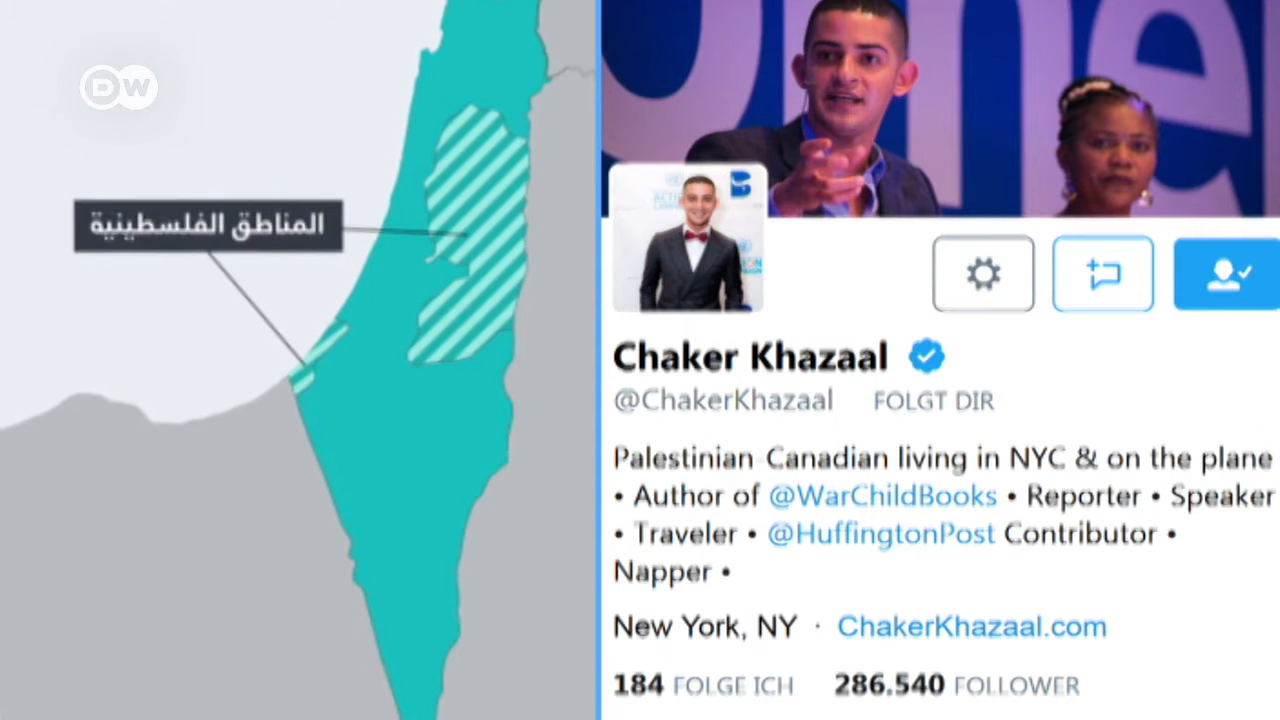 DW
المناطق الفلسطينية
Chaker Khazaal
@ChakerKhazaal FOLGT DIR
Palestinian Canadian living in NYC & on the plane
• Author of @WarChildBooks • Reporter • Speaker
• Traveler • @HuffingtonPost Contributor •
Napper •
New York, NY · ChakerKhazaal.com
184 FOLGE ICH 286.540 FOLLOWER